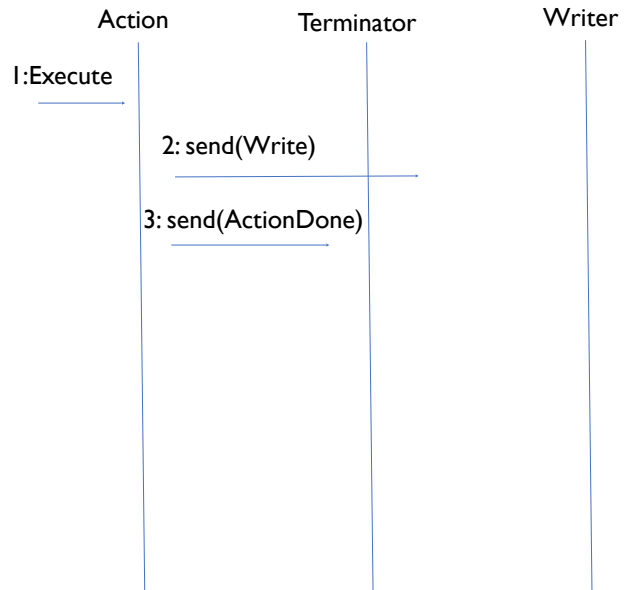 Action
Terminator
Writer
1:Execute
2: send(Write)
3: send(ActionDone)